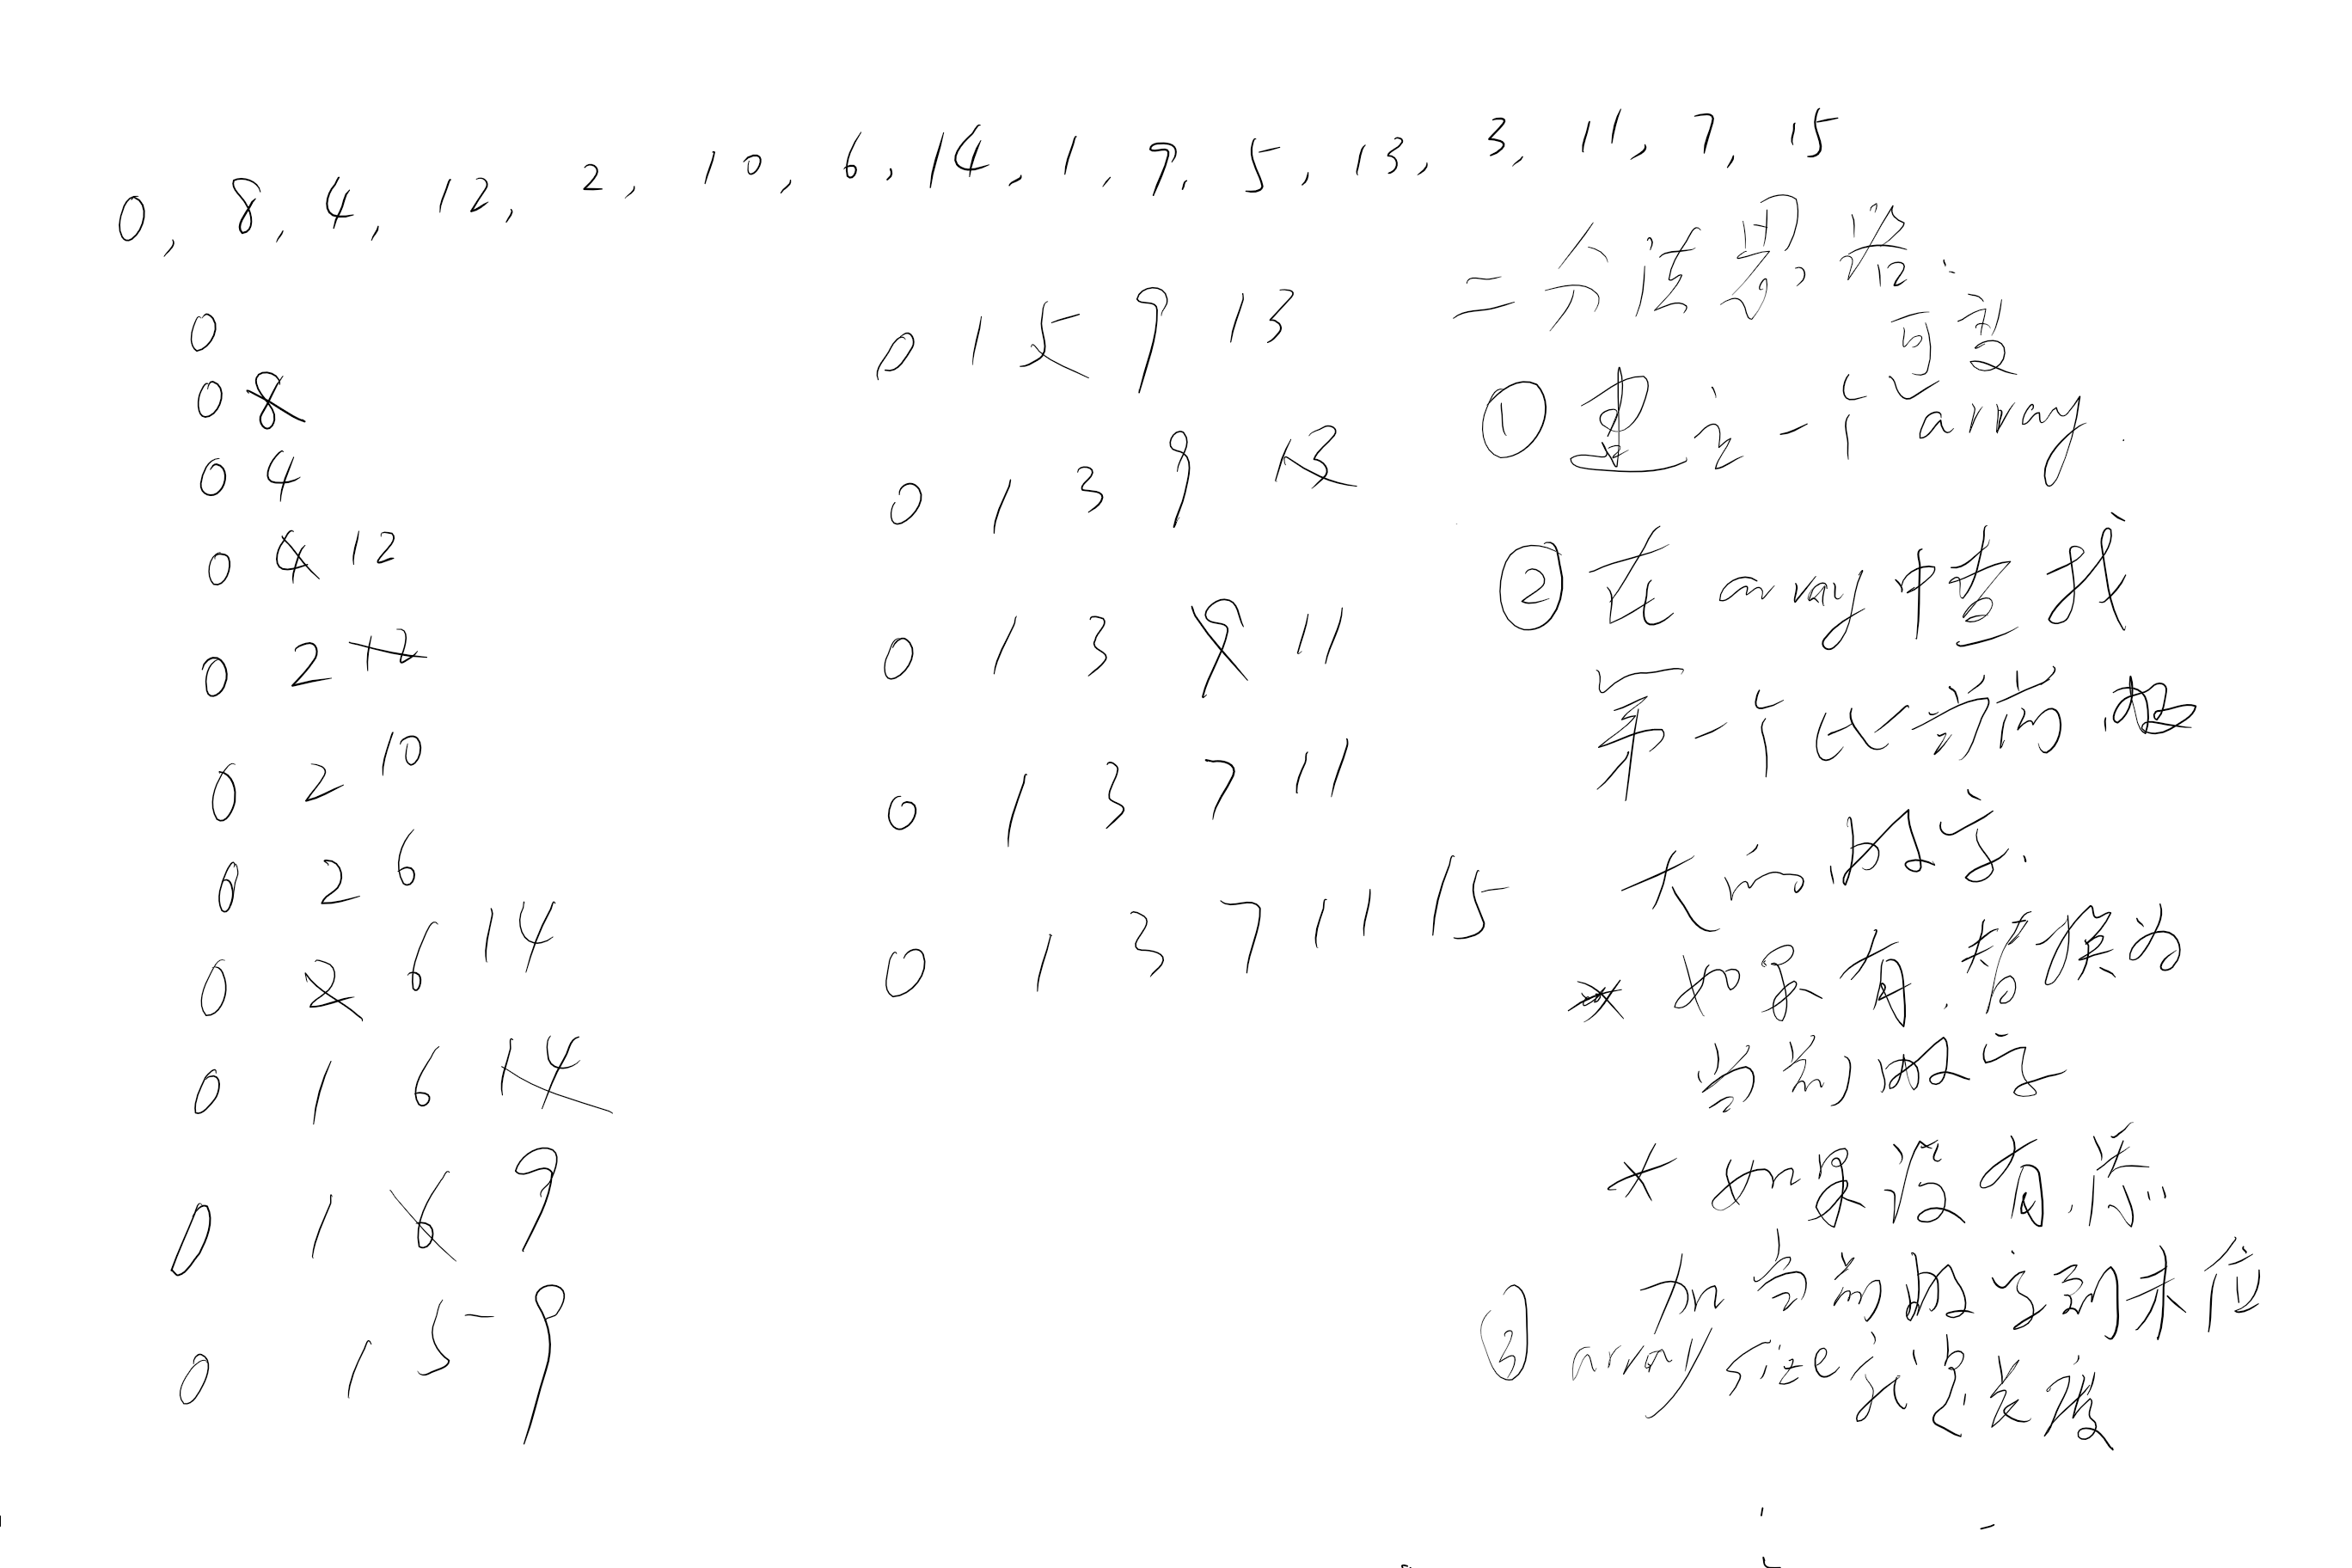 0, 8, 4, 12, 2, 10, 6, 14, 1, 9, 5, 13, 3, 11, 7, 15
0
0 8
0 4
0 4 12
0 2 12
0 2 10
0 2 6
0 2 6 14
0 1 6 14
0 1 6 9
0 1 5 9
0 1 5 9 13
0 1 3 9 13
0 1 3 9 11
0 1 3 7 11
0 1 3 7 11 15
二分法思路:
可变
① 建立一个 array.
② 在 array 中查找
第一个比当前
大的数字.
* 如果有, 替换为
当前数字
* 如果没有, 添
加当前数字到末位
③ array size 就是长度